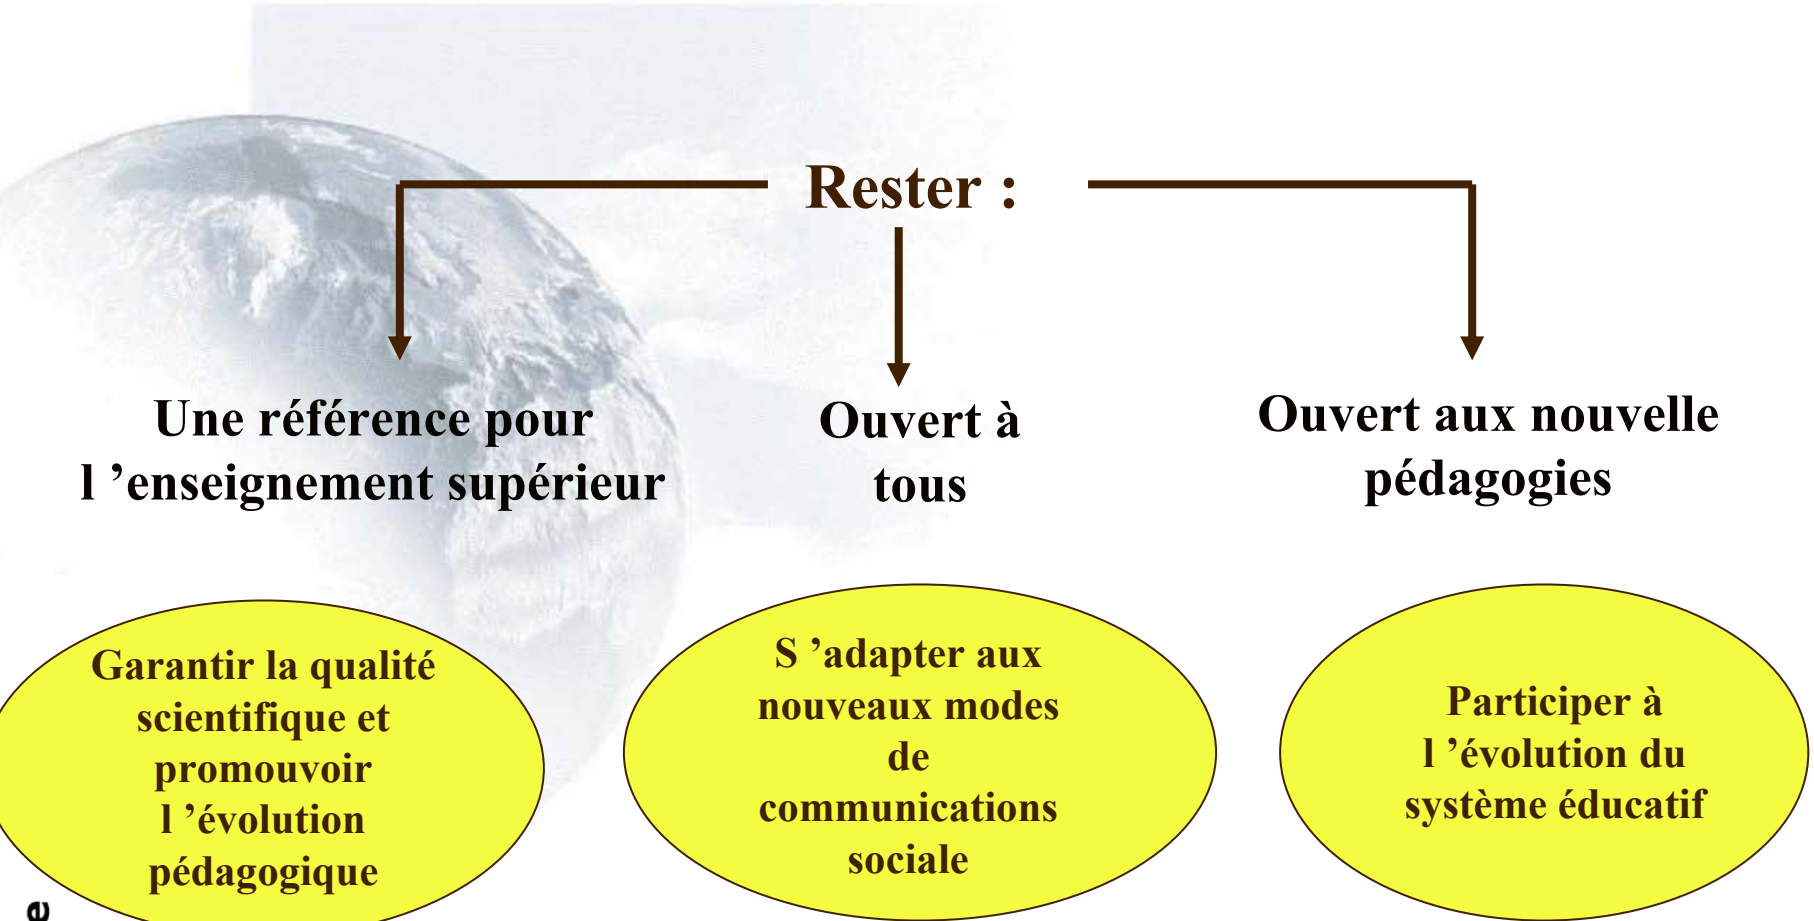 Rester :
Une référence pour
l ’enseignement supérieur
Ouvert à
tous
Ouvert aux nouvelle
pédagogies
Garantir la qualité
scientifique et
promouvoir
l ’évolution
pédagogique
S ’adapter aux
nouveaux modes
de
communications
sociale
Participer à
l ’évolution du
système éducatif
e